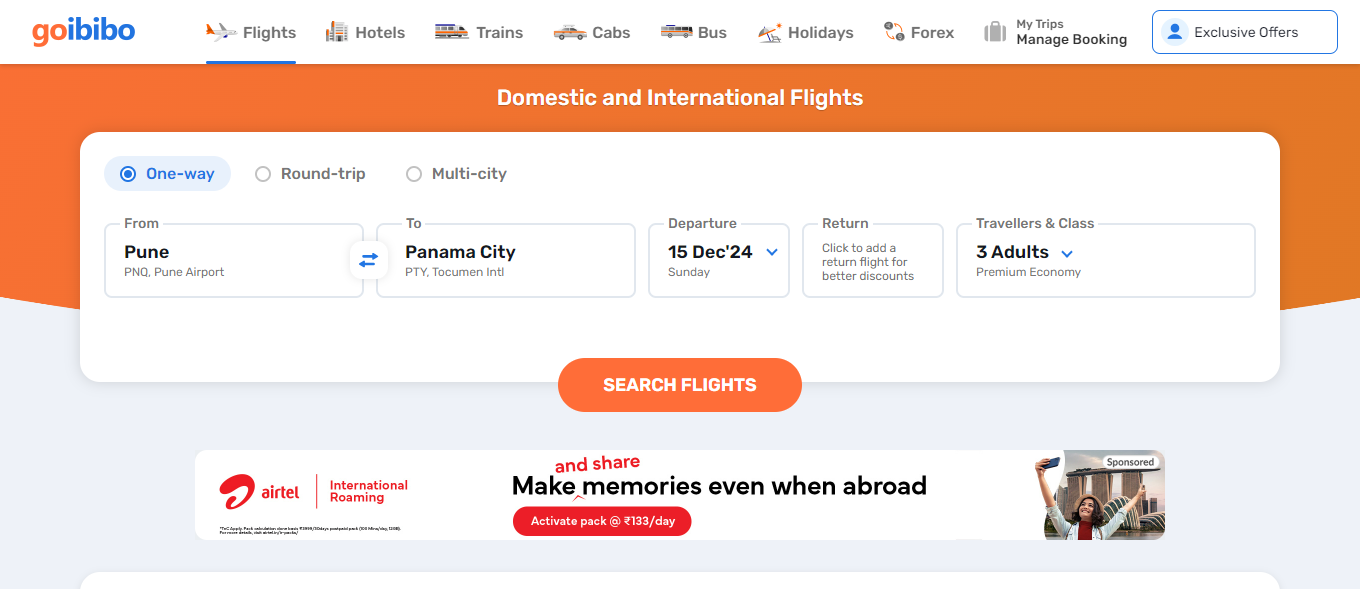 goibibo
Flights
Hotels
Trains
Cabs
Bus
Holidays
Forex
My Trips
Manage Booking
Exclusive Offers
Domestic and International Flights
One-way
Round-trip
Multi-city
From
Pune
PNQ, Pune Airport
To
Panama City
PTY, Tocumen Intl
Departure
15 Dec'24
Sunday
Return
Click to add a
return flight for
better discounts
Travellers & Class
3 Adults
Premium Economy
SEARCH FLIGHTS
airtel
International
Roaming
and share
Make memories even when abroad
Activate pack @ ₹133/day
Sponsored